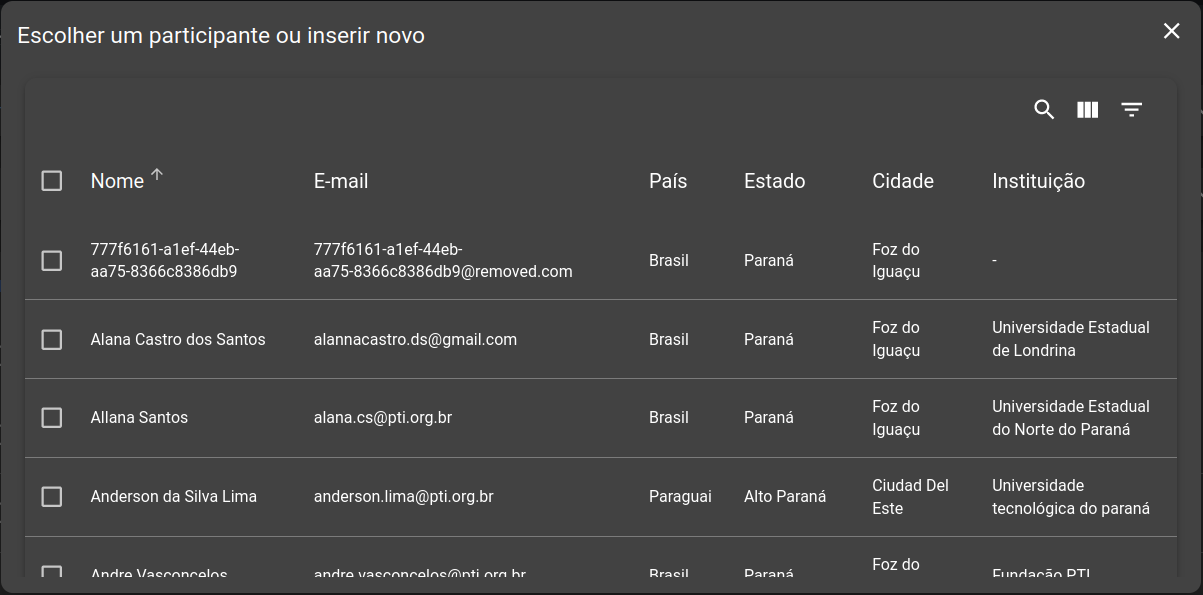 Escolher um participante ou inserir novo
Nome E-mail País Estado Cidade Instituição
777f6161-a1ef-44eb- 777f6161-a1ef-44eb- Foz do
aa75-8366c8386db9 aa75-8366c8386db9@removed.com Brasil Paraná Iguaçu -
Alana Castro dos Santos alannacastro.ds@gmail.com Brasil Paraná Foz do Universidade Estadual
Iguaçu de Londrina
Allana Santos alana.cs@pti.org.br Brasil Paraná Foz do Universidade Estadual
Iguaçu do Norte do Paraná
Anderson da Silva Lima anderson.lima@pti.org.br Paraguai Alto Paraná Ciudad Del Universidade
Este tecnológica do paraná
Foz do
Andre Vasconcelos andre.vasconcelos@pti.org.br Brasil Paraná Fundação PTI